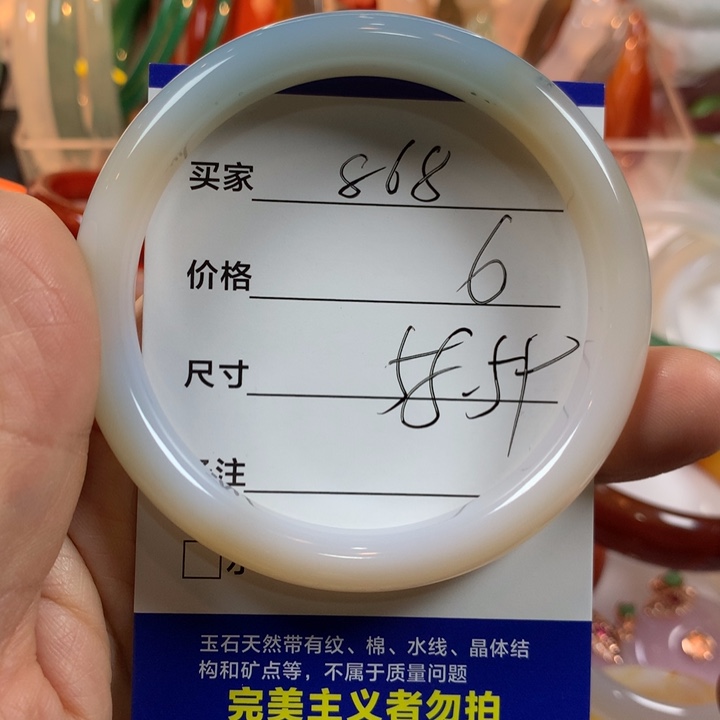 买家 868
价格 6
尺寸 58.54
注
玉石天然带有纹、棉、水线、晶体结
构和矿点等，不属于质量问题
完美主义者勿拍